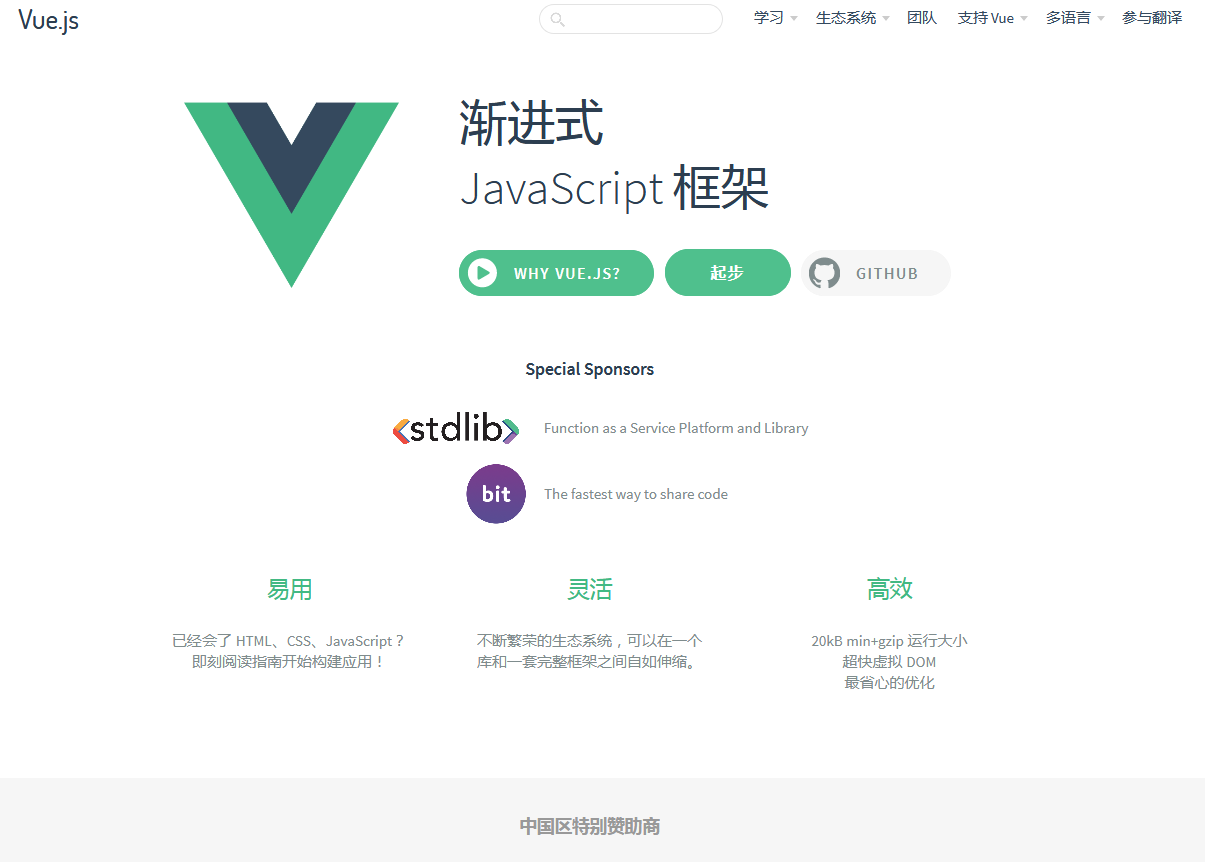 Vue.js
学习 生态系统 团队 支持 Vue 多语言 参与翻译
渐进式
JavaScript 框架
WHY VUE.JS? 起步 GITHUB
Special Sponsors
<stdlib> Function as a Service Platform and Library
bit The fastest way to share code
易用
已经会了 HTML、CSS、JavaScript？
即刻阅读指南开始构建应用！
灵活
不断繁荣的生态系统，可以在一个
库和一套完整框架之间自如伸缩。
高效
20kB min+gzip 运行大小
超快虚拟 DOM
最省心的优化
中国区特别赞助商